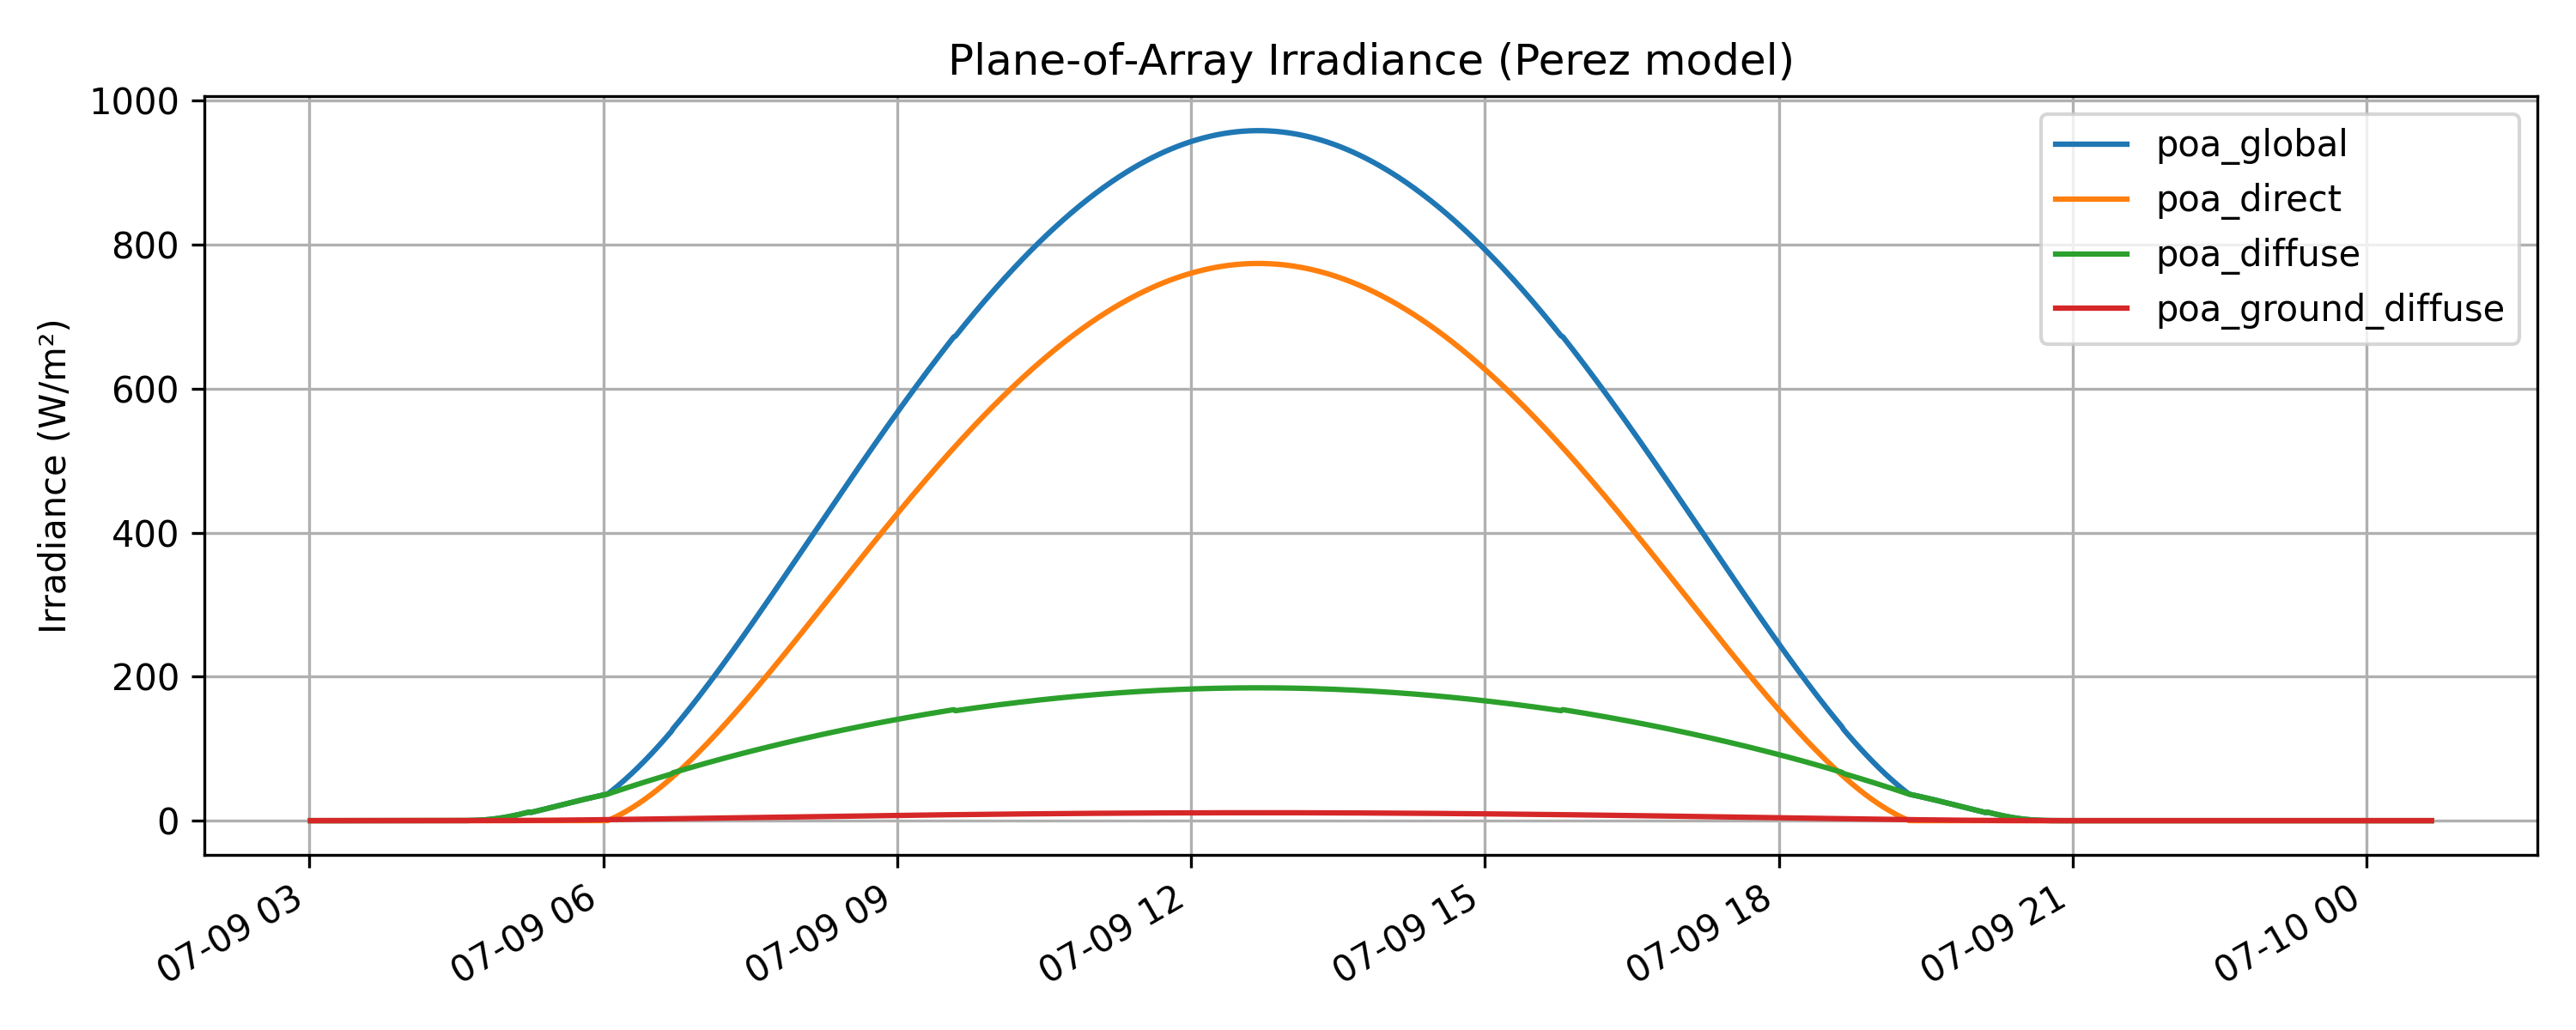 Plane-of-Array Irradiance (Perez model)
1000
800
600
400
200
0
Irradiance (W/m²)
poa_global
poa_direct
poa_diffuse
poa_ground_diffuse
07-09 03
07-09 06
07-09 09
07-09 12
07-09 15
07-09 18
07-09 21
07-10 00